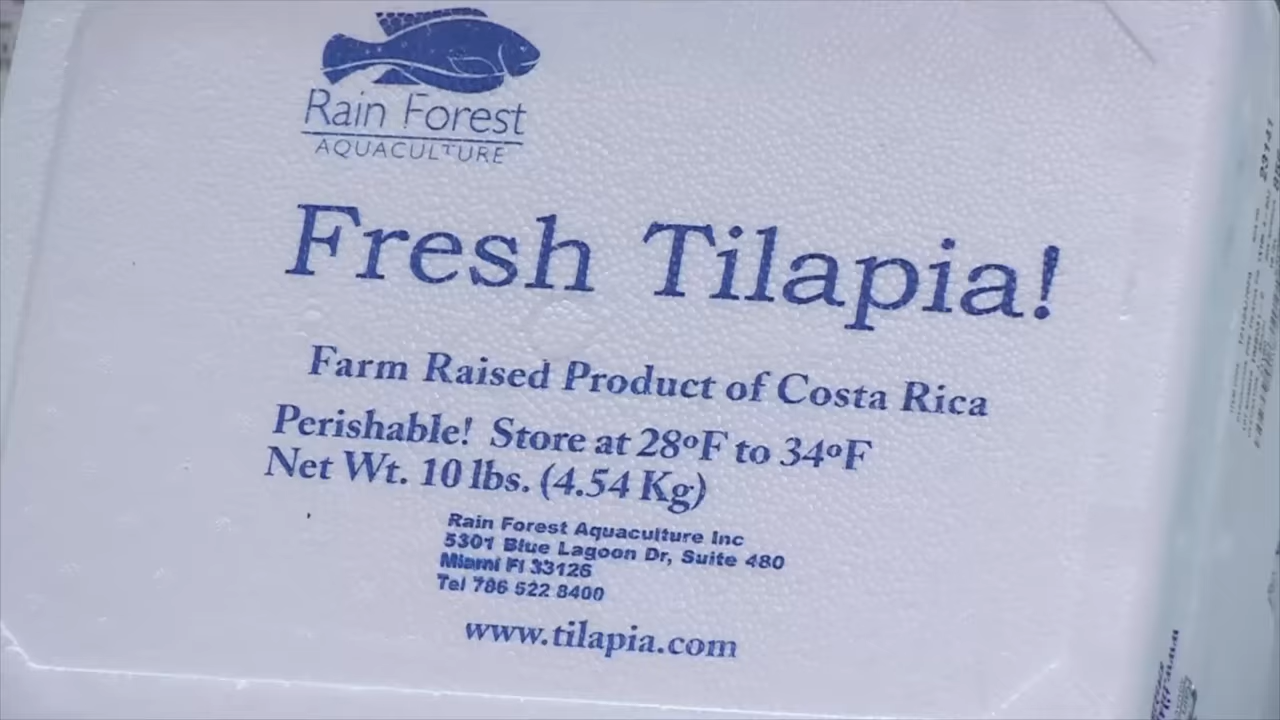 Rain Forest
AQUACULTURE
Fresh Tilapia!
Farm Raised Product of Costa Rica
Perishable! Store at 28ºF to 34ºF
Net Wt. 10 lbs. (4.54 Kg)
Rain Forest Aquaculture Inc
5301 Blue Lagoon Dr, Suite 480
Miami Fl 33126
Tel 786 522 8400
www.tilapia.com
23141